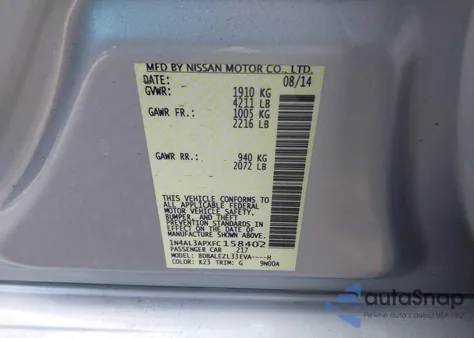 MFD BY NISSAN MOTOR CO., LTD.
DATE: 08/14
GVWR: 1910 KG
4211 LB
GAWR FR.: 1005 KG
2216 LB
GAWR RR.: 940 KG
2072 LB
THIS VEHICLE CONFORMS TO
ALL APPLICABLE FEDERAL
MOTOR VEHICLE SAFETY,
BUMPER, AND THEFT
PREVENTION STANDARDS
IN EFFECT ON THE DATE OF
MANUFACTURE SHOWN ABOVE.
1N4AL3APXFC158402
PASSENGER CAR 217
MODEL: BDBALEZL33EVA----H
COLOR: K23 TRIM: G 9N00A
autoSnap